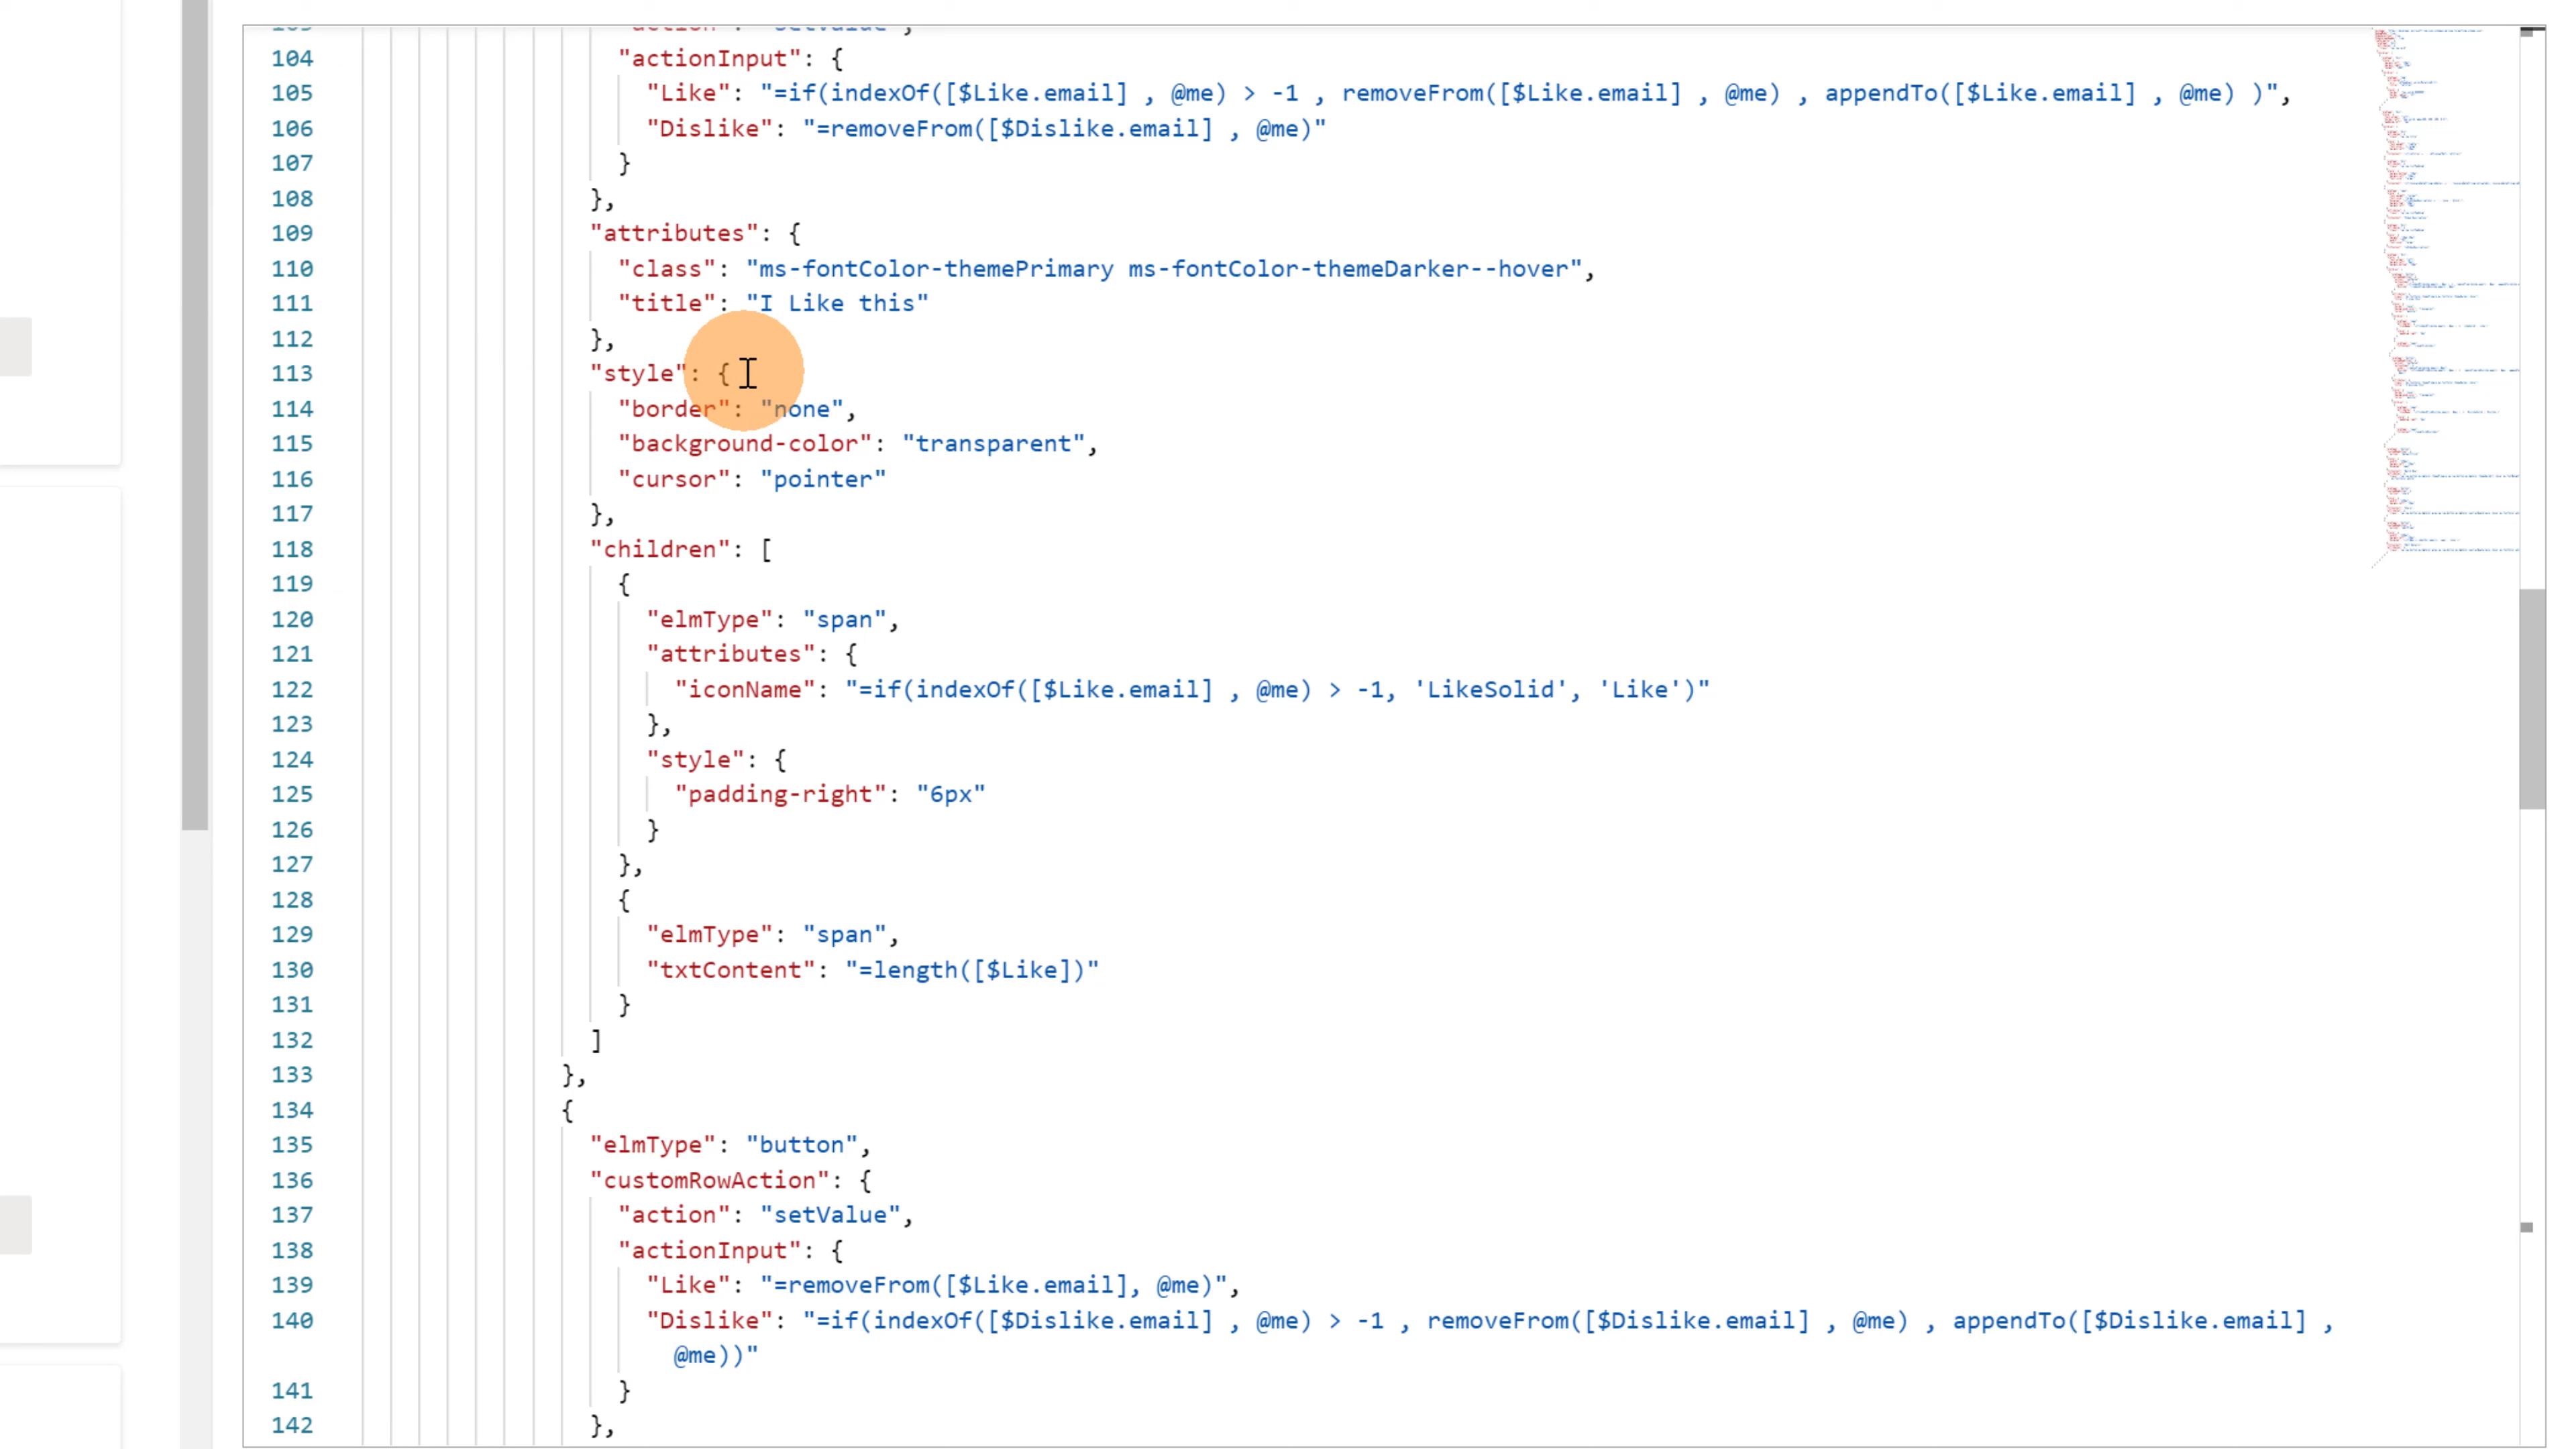 103 "action": "setValue",
104 "actionInput": {
105 "Like": "=if(indexOf([$Like.email] , @me) > -1 , removeFrom([$Like.email] , @me) , appendTo([$Like.email] , @me) )",
106 "Dislike": "=removeFrom([$Dislike.email] , @me)"
107 }
108 },
109 "attributes": {
110 "class": "ms-fontColor-themePrimary ms-fontColor-themeDarker--hover",
111 "title": "I Like this"
112 },
113 "style": {
114 "border": "none",
115 "background-color": "transparent",
116 "cursor": "pointer"
117 },
118 "children": [
119 {
120 "elmType": "span",
121 "attributes": {
122 "iconName": "=if(indexOf([$Like.email] , @me) > -1, 'LikeSolid', 'Like')"
123 },
124 "style": {
125 "padding-right": "6px"
126 }
127 },
128 {
129 "elmType": "span",
130 "txtContent": "=length([$Like])"
131 }
132 ]
133 },
134 {
135 "elmType": "button",
136 "customRowAction": {
137 "action": "setValue",
138 "actionInput": {
139 "Like": "=removeFrom([$Like.email], @me)",
140 "Dislike": "=if(indexOf([$Dislike.email] , @me) > -1 , removeFrom([$Dislike.email] , @me) , appendTo([$Dislike.email] ,
@me))"
141 }
142 },